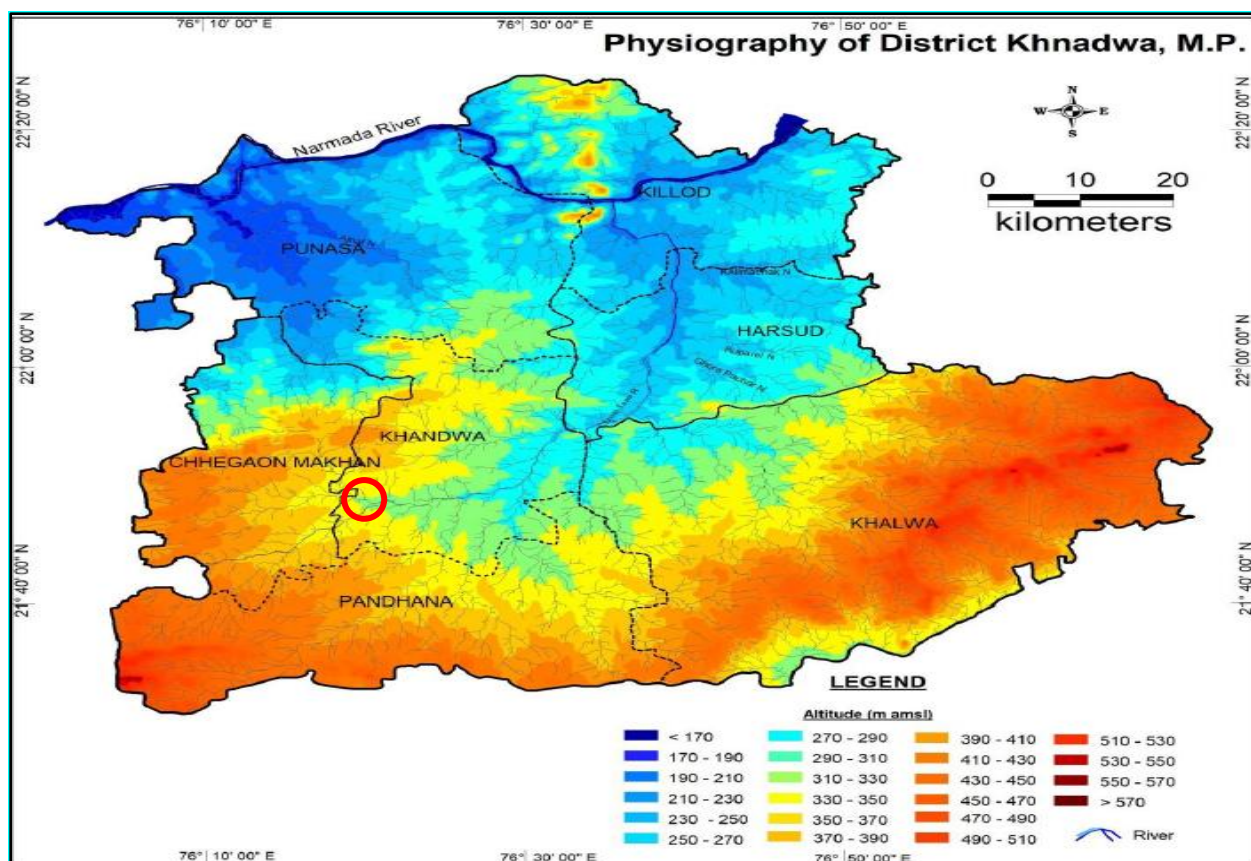 76° 10' 00" E 76° 30' 00" E 76° 50' 00" E
Physiography of District Khnadwa, M.P.
22° 20' 00" N
22° 20' 00" N
N
W E
S
Narmada River
KILLOD
0 10 20
kilometers
PUNASA
HARSUD
Ruparel N
Ghora Pachar N
22° 00' 00" N
22° 00' 00" N
KHANDWA
CHHEGAON MAKHAN
KHALWA
21° 40' 00" N
21° 40' 00" N
PANDHANA
LEGEND
Altitude (m amsl)
< 170
170 - 190
190 - 210
210 - 230
230 - 250
250 - 270
270 - 290
290 - 310
310 - 330
330 - 350
350 - 370
370 - 390
390 - 410
410 - 430
430 - 450
450 - 470
470 - 490
490 - 510
510 - 530
530 - 550
550 - 570
> 570
River
76° 10' 00" E 76° 30' 00" E 76° 50' 00" E